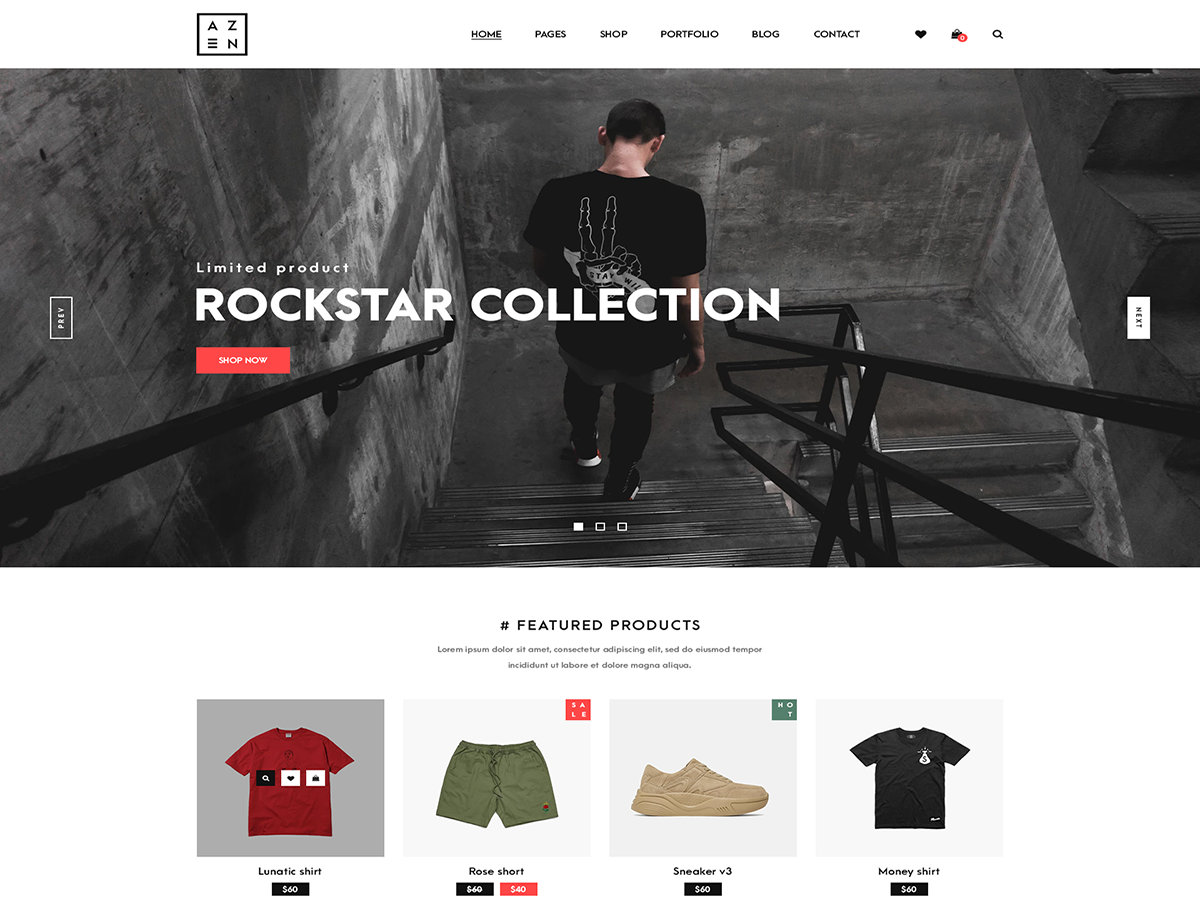 A Z
E N
HOME PAGES SHOP PORTFOLIO BLOG CONTACT
0
STAY WIL
Limited product
ROCKSTAR COLLECTION
PREV
NEXT
SHOP NOW
# FEATURED PRODUCTS
Lorem ipsum dolor sit amet, consectetur adipiscing elit, sed do eiusmod tempor
incididunt ut labore et dolore magna aliqua.
S A
L E
H O
T
Lunatic shirt
Rose short
Sneaker v3
Money shirt
$60
$60 $40
$60
$60